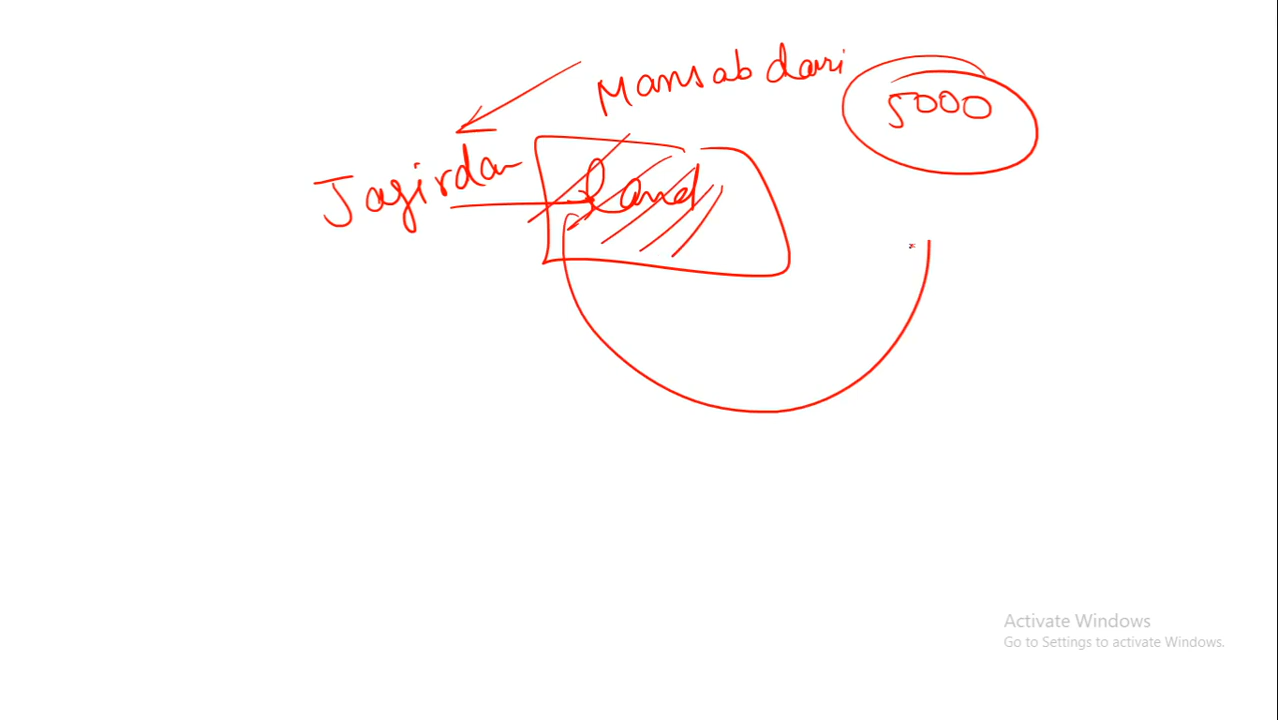 Mansabdari 5000
Jagirdar land
Activate Windows
Go to Settings to activate Windows.